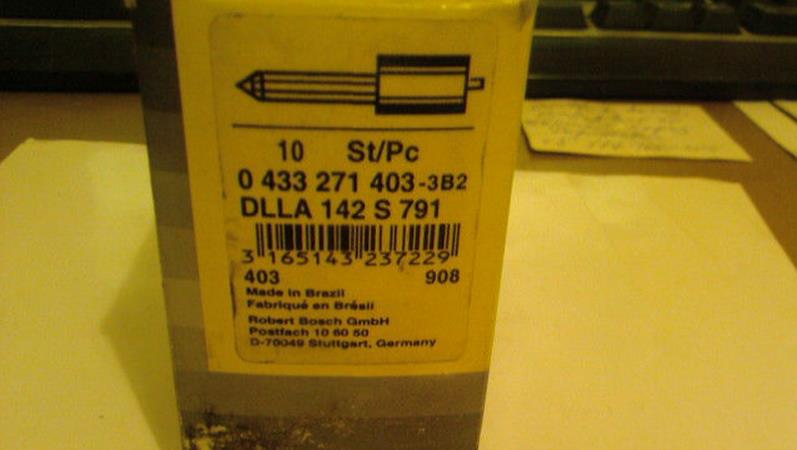 10 St/Pc
0 433 271 403-3B2
DLLA 142 S 791
3 165143 237229
403 908
Made in Brazil
Fabriqué en Brésil
Robert Bosch GmbH
Postfach 10 60 50
D-70049 Stuttgart, Germany